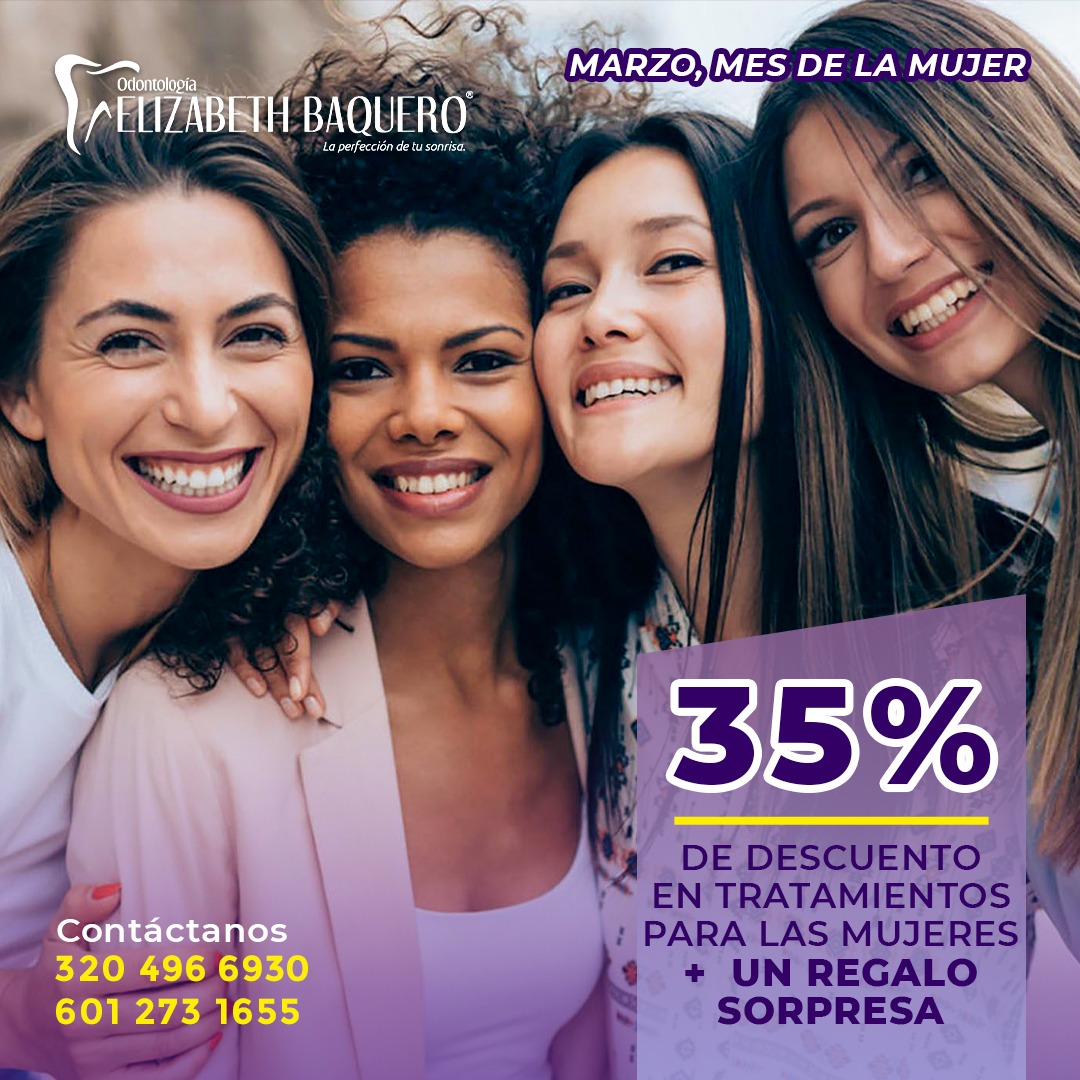 Odontología
ELIZABETH BAQUERO®
La perfección de tu sonrisa.
MARZO, MES DE LA MUJER
35%
DE DESCUENTO
EN TRATAMIENTOS
PARA LAS MUJERES
+ UN REGALO
SORPRESA
Contáctanos
320 496 6930
601 273 1655